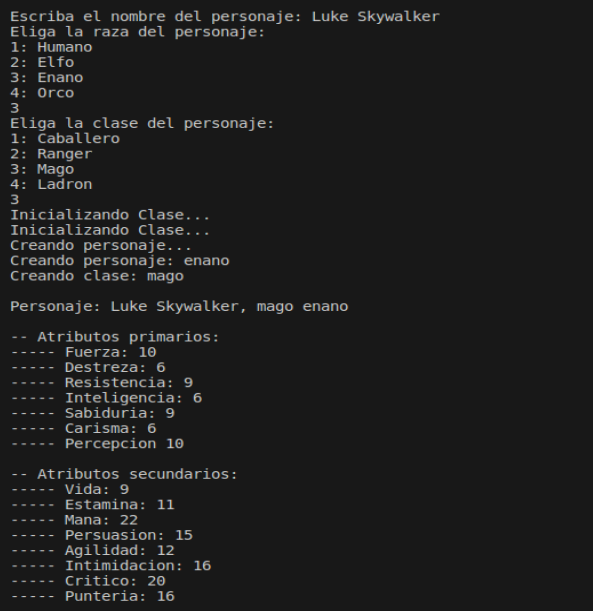 Escriba el nombre del personaje: Luke Skywalker
Eliga la raza del personaje:
1: Humano
2: Elfo
3: Enano
4: Orco
3
Eliga la clase del personaje:
1: Caballero
2: Ranger
3: Mago
4: Ladron
3
Inicializando Clase...
Inicializando Clase...
Creando personaje...
Creando personaje: enano
Creando clase: mago
Personaje: Luke Skywalker, mago enano
-- Atributos primarios:
----- Fuerza: 10
----- Destreza: 6
----- Resistencia: 9
----- Inteligencia: 6
----- Sabiduria: 9
----- Carisma: 6
----- Percepcion 10
-- Atributos secundarios:
----- Vida: 9
----- Estamina: 11
----- Mana: 22
----- Persuasion: 15
----- Agilidad: 12
----- Intimidacion: 16
----- Critico: 20
----- Punteria: 16